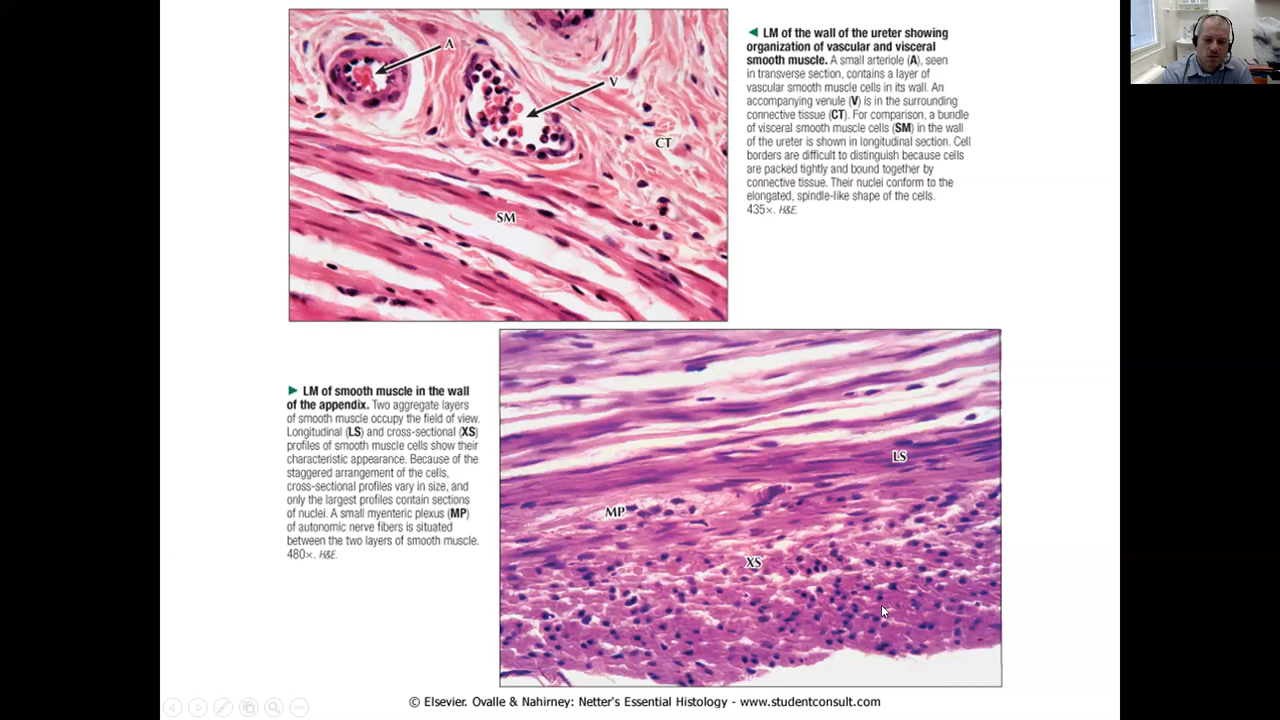 ◄ LM of the wall of the ureter showing
organization of vascular and visceral
smooth muscle. A small arteriole (A), seen
in transverse section, contains a layer of
vascular smooth muscle cells in its wall. An
accompanying venule (V) is in the surrounding
connective tissue (CT). For comparison, a bundle
of visceral smooth muscle cells (SM) in the wall
of the ureter is shown in longitudinal section. Cell
borders are difficult to distinguish because cells
are packed tightly and bound together by
connective tissue. Their nuclei conform to the
elongated, spindle-like shape of the cells.
435×. H&E.
A
V
CT
SM
► LM of smooth muscle in the wall
of the appendix. Two aggregate layers
of smooth muscle occupy the field of view.
Longitudinal (LS) and cross-sectional (XS)
profiles of smooth muscle cells show their
characteristic appearance. Because of the
staggered arrangement of the cells,
cross-sectional profiles vary in size, and
only the largest profiles contain sections
of nuclei. A small myenteric plexus (MP)
of autonomic nerve fibers is situated
between the two layers of smooth muscle.
480×. H&E.
LS
MP
XS
© Elsevier. Ovalle & Nahirney: Netter's Essential Histology - www.studentconsult.com